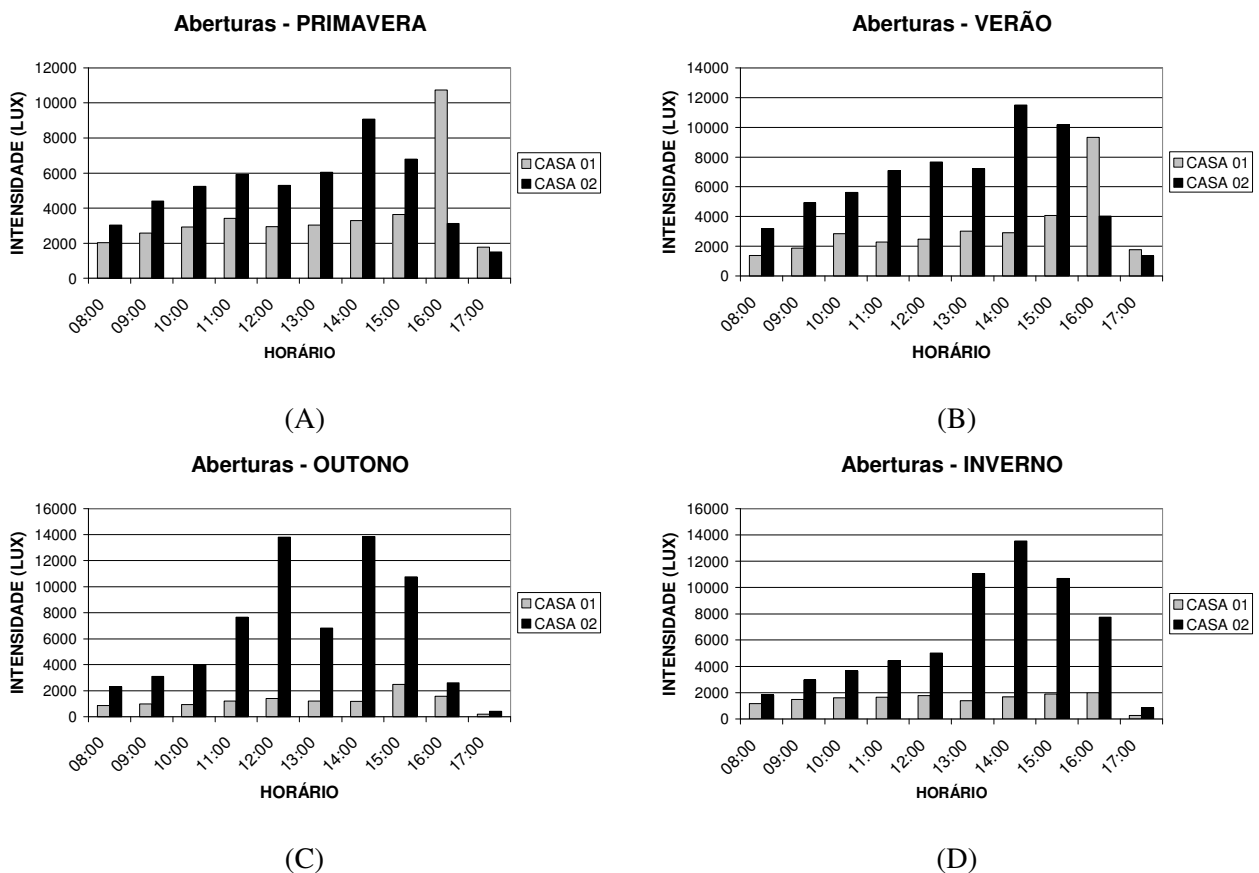 Aberturas - PRIMAVERA
INTENSIDADE (LUX)
12000
10000
8000
6000
4000
2000
0
08:00 09:00 10:00 11:00 12:00 13:00 14:00 15:00 16:00 17:00
HORÁRIO
CASA 01
CASA 02
(A)
Aberturas - VERÃO
INTENSIDADE (LUX)
14000
12000
10000
8000
6000
4000
2000
0
08:00 09:00 10:00 11:00 12:00 13:00 14:00 15:00 16:00 17:00
HORÁRIO
CASA 01
CASA 02
(B)
Aberturas - OUTONO
INTENSIDADE (LUX)
16000
14000
12000
10000
8000
6000
4000
2000
0
08:00 09:00 10:00 11:00 12:00 13:00 14:00 15:00 16:00 17:00
HORÁRIO
CASA 01
CASA 02
(C)
Aberturas - INVERNO
INTENSIDADE (LUX)
16000
14000
12000
10000
8000
6000
4000
2000
0
08:00 09:00 10:00 11:00 12:00 13:00 14:00 15:00 16:00 17:00
HORÁRIO
CASA 01
CASA 02
(D)